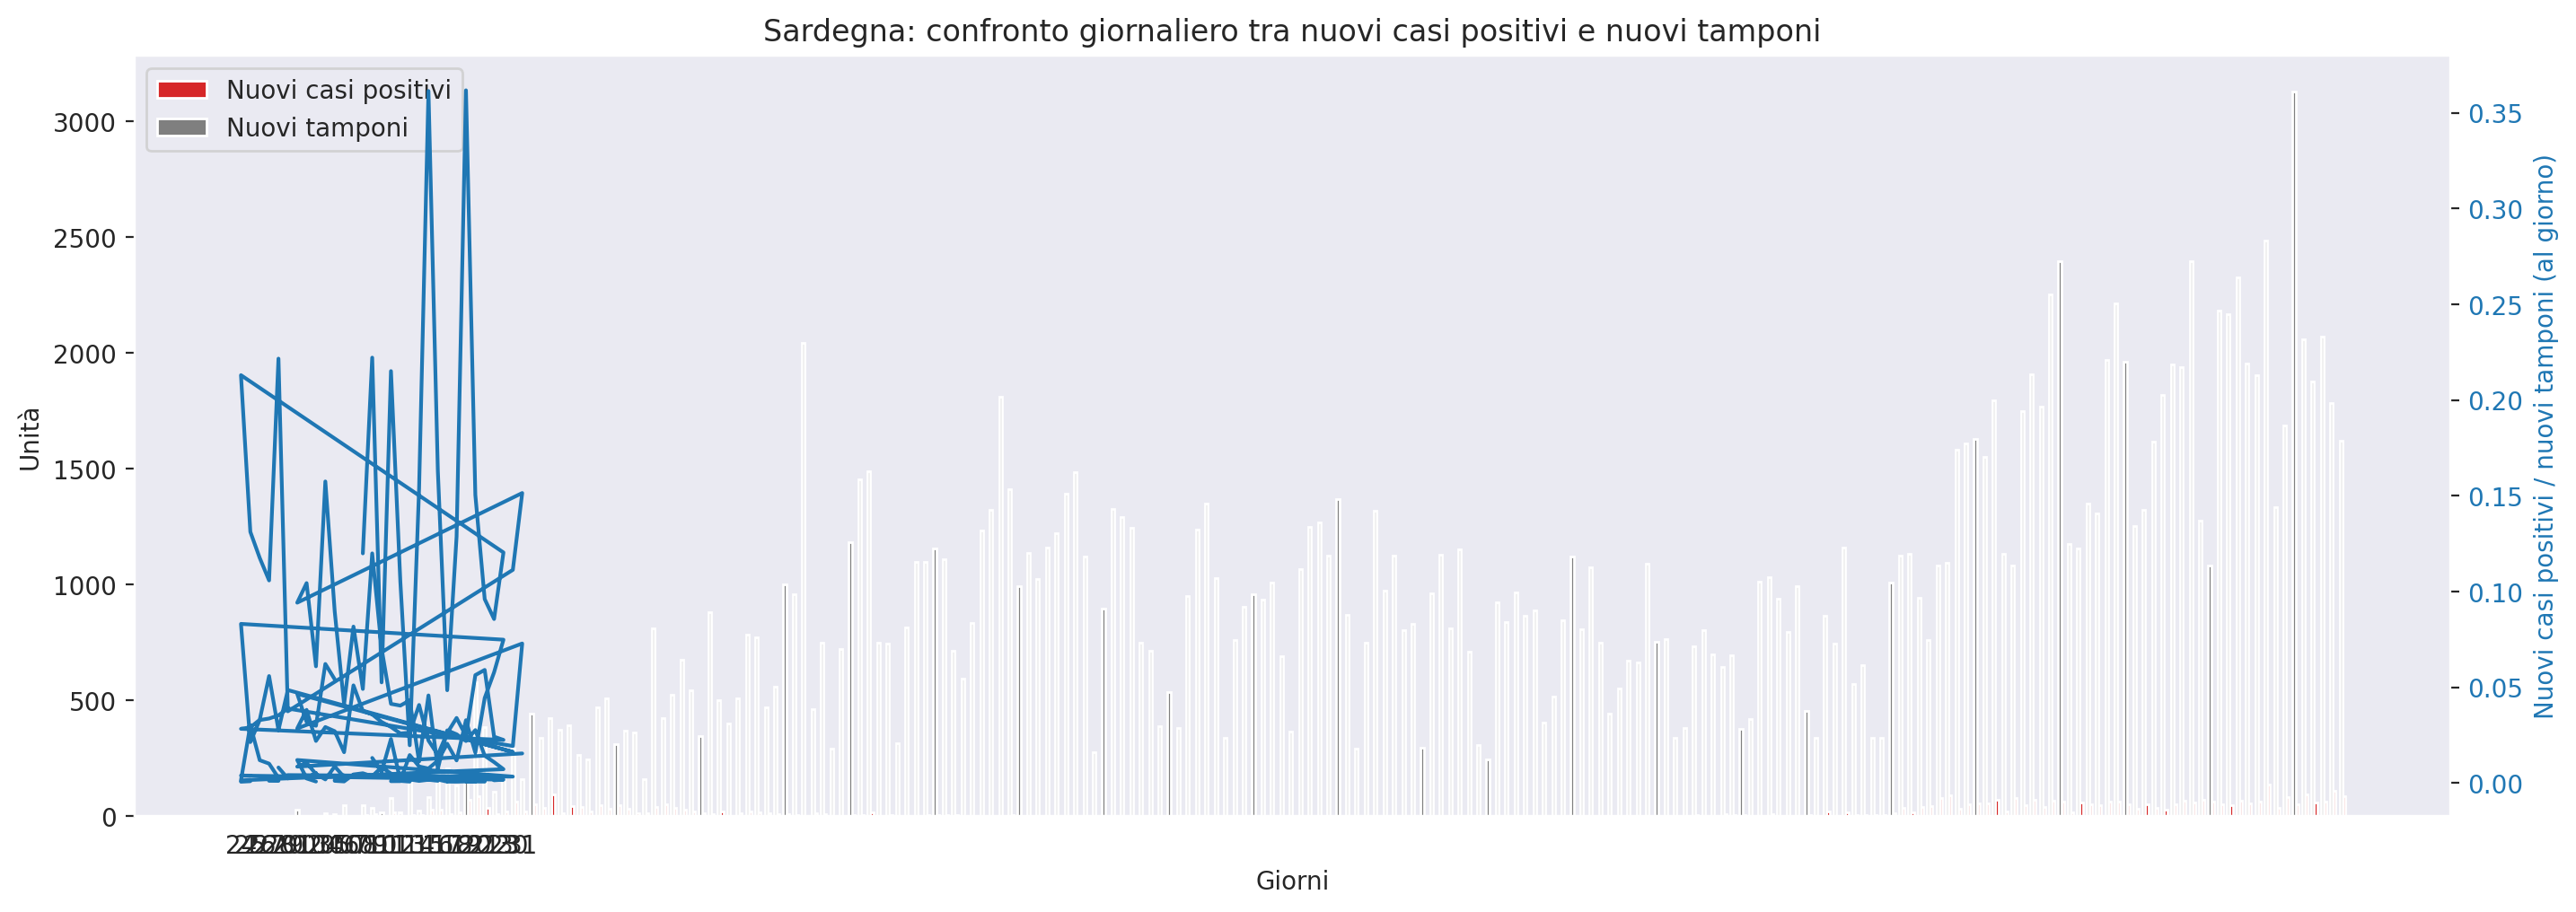 Sardegna: confronto giornaliero tra nuovi casi positivi e nuovi tamponi
Nuovi casi positivi
Nuovi tamponi
3000
2500
2000
1500
1000
500
0
Unità
0.35
0.30
0.25
0.20
0.15
0.10
0.05
0.00
Nuovi casi positivi / nuovi tamponi (al giorno)
Giorni